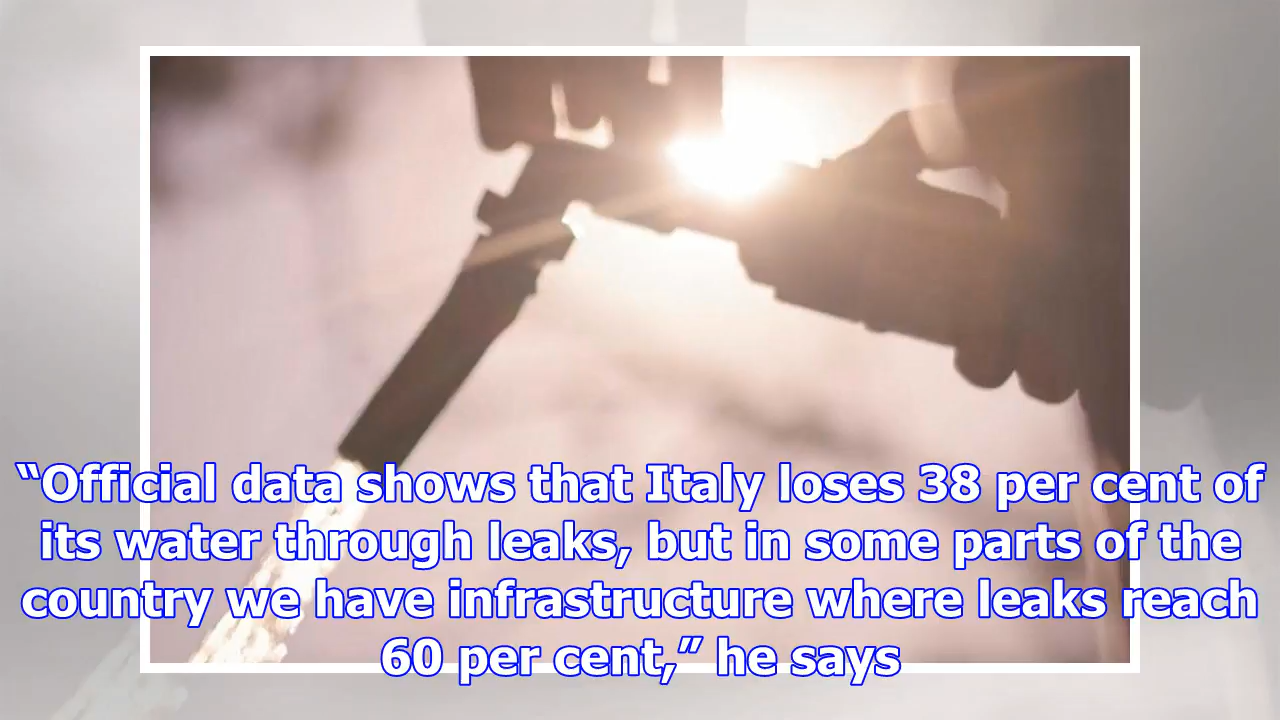 “Official data shows that Italy loses 38 per cent of
its water through leaks, but in some parts of the
country we have infrastructure where leaks reach
60 per cent,” he says